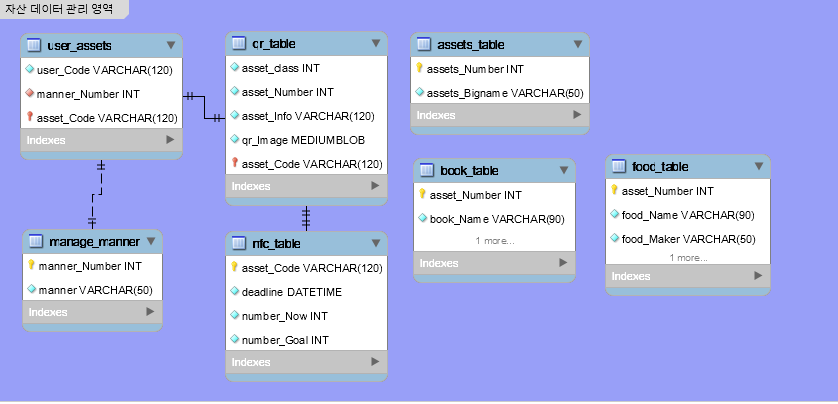 자산 데이터 관리 영역
user_assets
user_Code VARCHAR(120)
manner_Number INT
asset_Code VARCHAR(120)
Indexes
qr_table
asset_class INT
asset_Number INT
asset_Info VARCHAR(120)
qr_Image MEDIUMBLOB
asset_Code VARCHAR(120)
Indexes
assets_table
assets_Number INT
assets_Bigname VARCHAR(50)
Indexes
book_table
asset_Number INT
book_Name VARCHAR(90)
1 more...
Indexes
food_table
asset_Number INT
food_Name VARCHAR(90)
food_Maker VARCHAR(50)
1 more...
Indexes
manage_manner
manner_Number INT
manner VARCHAR(50)
Indexes
nfc_table
asset_Code VARCHAR(120)
deadline DATETIME
number_Now INT
number_Goal INT
Indexes